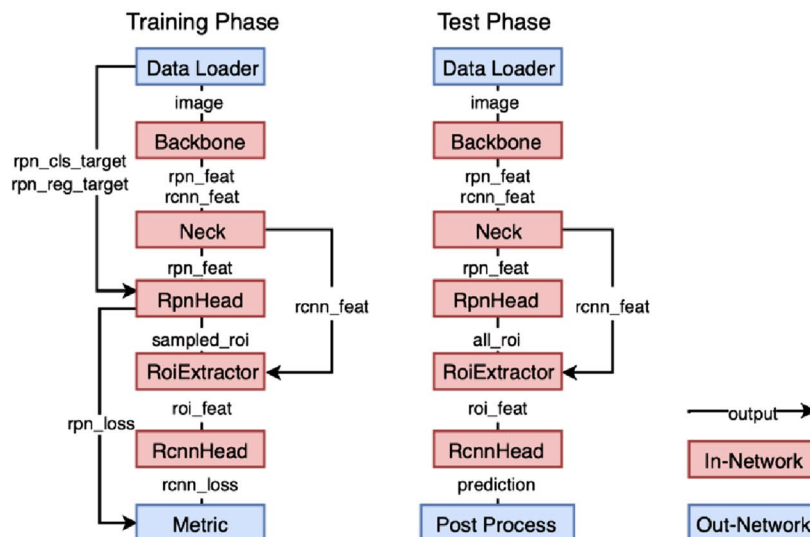 Training Phase
Data Loader
image
Backbone
rpn_cls_target
rpn_reg_target
rpn_feat
rcnn_feat
Neck
rpn_feat
RpnHead
rcnn_feat
sampled_roi
RoiExtractor
roi_feat
rpn_loss
RcnnHead
rcnn_loss
Metric
Test Phase
Data Loader
image
Backbone
rpn_feat
rcnn_feat
Neck
rpn_feat
RpnHead
rcnn_feat
all_roi
RoiExtractor
roi_feat
RcnnHead
prediction
Post Process
output
In-Network
Out-Network